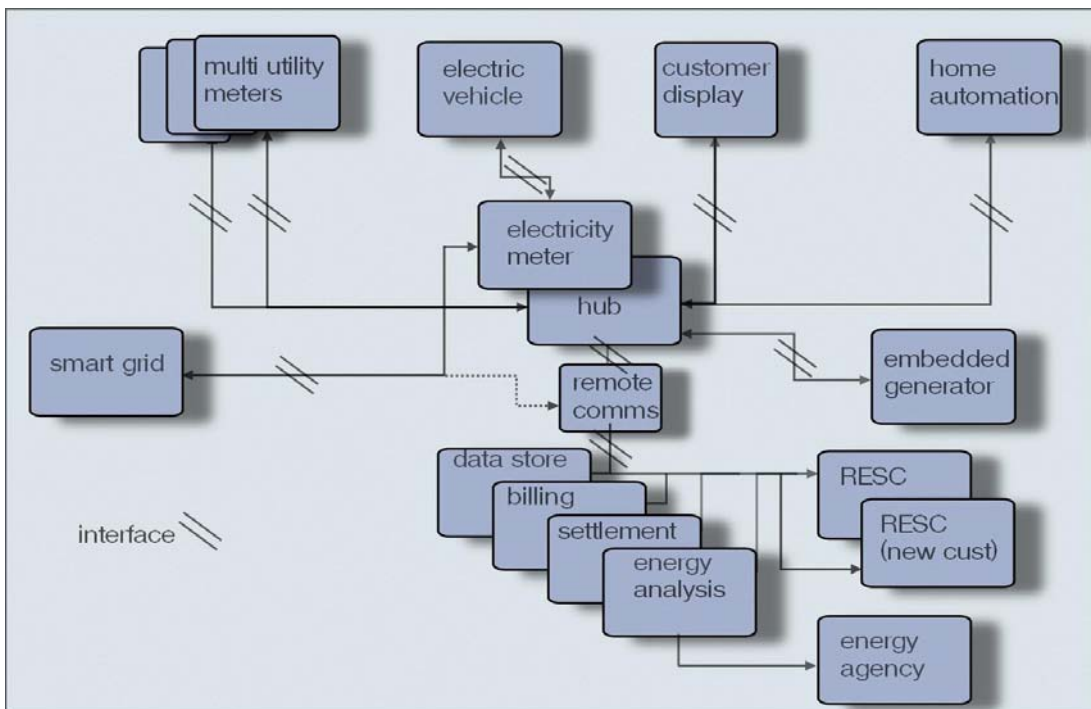 multi utility
meters
electric
vehicle
customer
display
home
automation
electricity
meter
hub
smart grid
remote
comms
embedded
generator
data store
billing
settlement
energy
analysis
RESC
RESC
(new cust)
interface
energy
agency